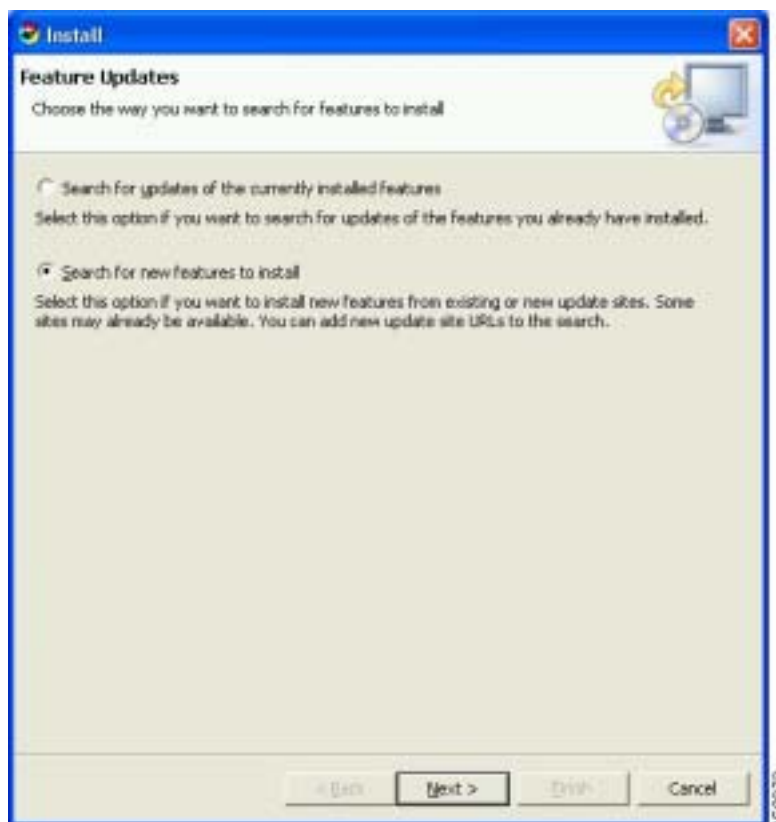 Install
Feature Updates
Choose the way you want to search for features to install
Search for updates of the currently installed features
Select this option if you want to search for updates of the features you already have installed.
Search for new features to install
Select this option if you want to install new features from existing or new update sites. Some
sites may already be available. You can add new update site URLs to the search.
< Back
Next >
Finish
Cancel